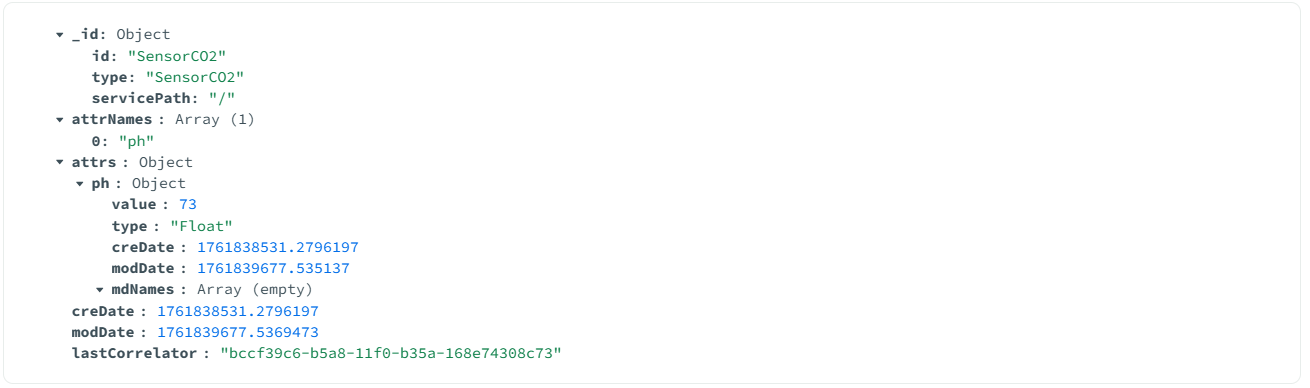 _id: Object
id: "SensorCO2"
type: "SensorCO2"
servicePath: "/"
attrNames : Array (1)
0: "ph"
attrs : Object
ph : Object
value : 73
type : "Float"
creDate : 1761838531.2796197
modDate : 1761839677.535137
mdNames : Array (empty)
creDate : 1761838531.2796197
modDate : 1761839677.5369473
lastCorrelator : "bccf39c6-b5a8-11f0-b35a-168e74308c73"